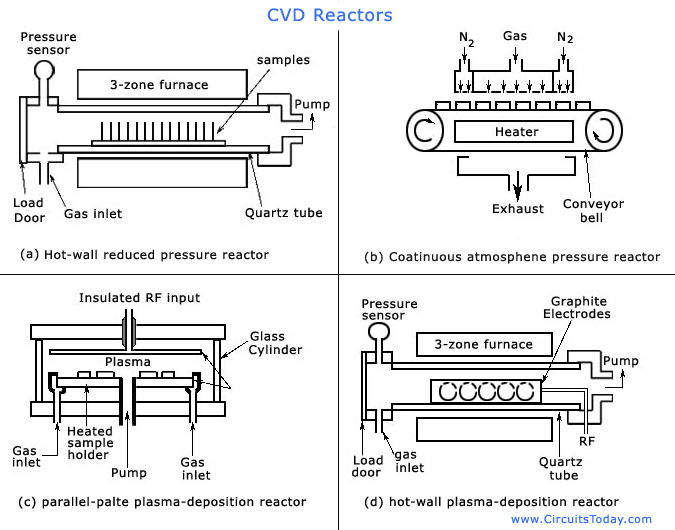 CVD Reactors
Pressure
sensor
3-zone furnace
samples
Pump
Load
Door
Gas inlet
Quartz tube
(a) Hot-wall reduced pressure reactor
N2
Gas
N2
Heater
Exhaust
Conveyor
bell
(b) Coatinuous atmosphene pressure reactor
Insulated RF input
Glass
Cylinder
Plasma
Gas
inlet
Heated
sample
holder
Pump
Gas
inlet
(c) parallel-palte plasma-deposition reactor
Pressure
sensor
Graphite
Electrodes
3-zone furnace
Pump
RF
Load
door
gas
inlet
Quartz
tube
(d) hot-wall plasma-deposition reactor
www.CircuitsToday.com